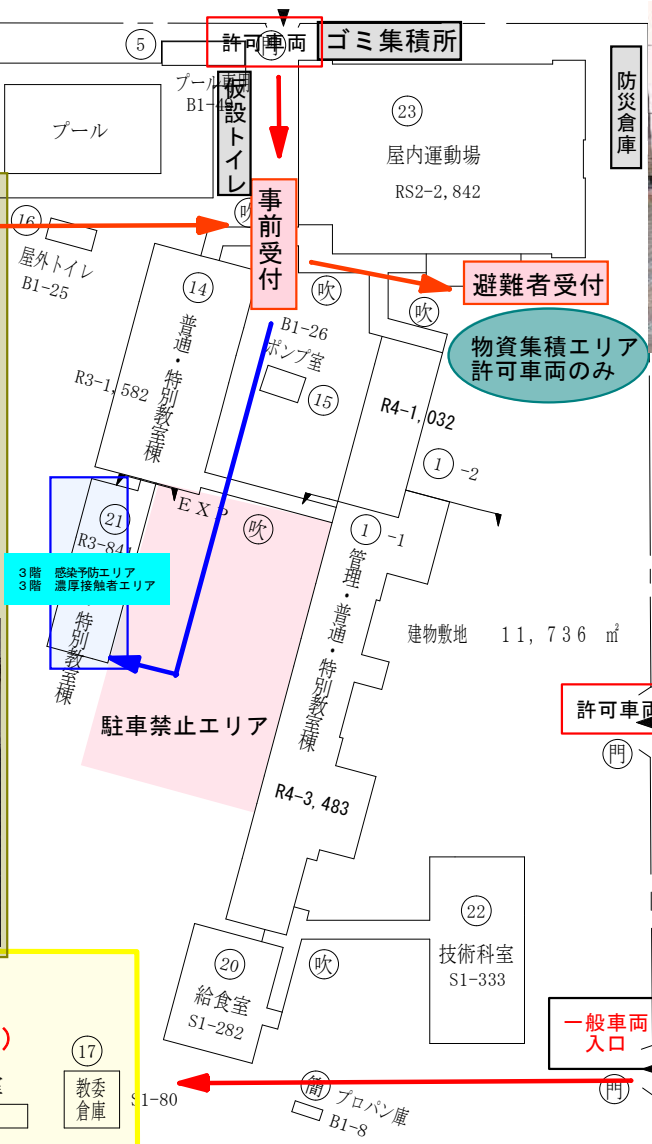 許可車両
門
ゴミ集積所
⑤
プール専用
B1-49
仮設トイレ
プール
㉓
屋内運動場
RS2-2,842
防災倉庫
⑯
屋外トイレ
B1-25
吹
事前受付
⑭
普通・特別教室棟
R3-1,582
吹
B1-26
ポンプ室
⑮
避難者受付
吹
物資集積エリア
許可車両のみ
R4-1,032
①-2
EXP
吹
①-1
管理・普通・特別教室棟
㉑
R3-841
3階 感染予防エリア
3階 濃厚接触者エリア
特別教室棟
建物敷地 11,736 ㎡
駐車禁止エリア
許可車両
門
R4-3,483
㉒
技術科室
S1-333
⑳
給食室
S1-282
吹
一般車両
入口
門
)
⑰
教委
倉庫
S1-80
簡
プロパン庫
B1-8